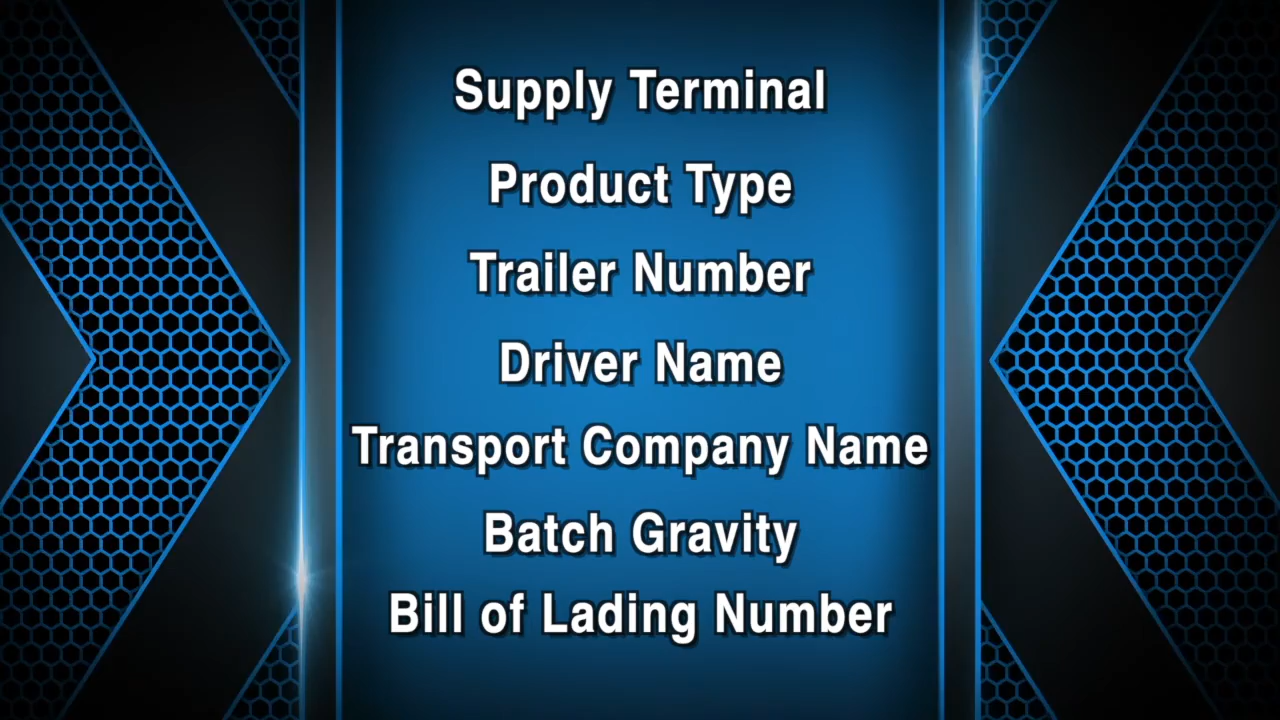 Supply Terminal
Product Type
Trailer Number
Driver Name
Transport Company Name
Batch Gravity
Bill of Lading Number